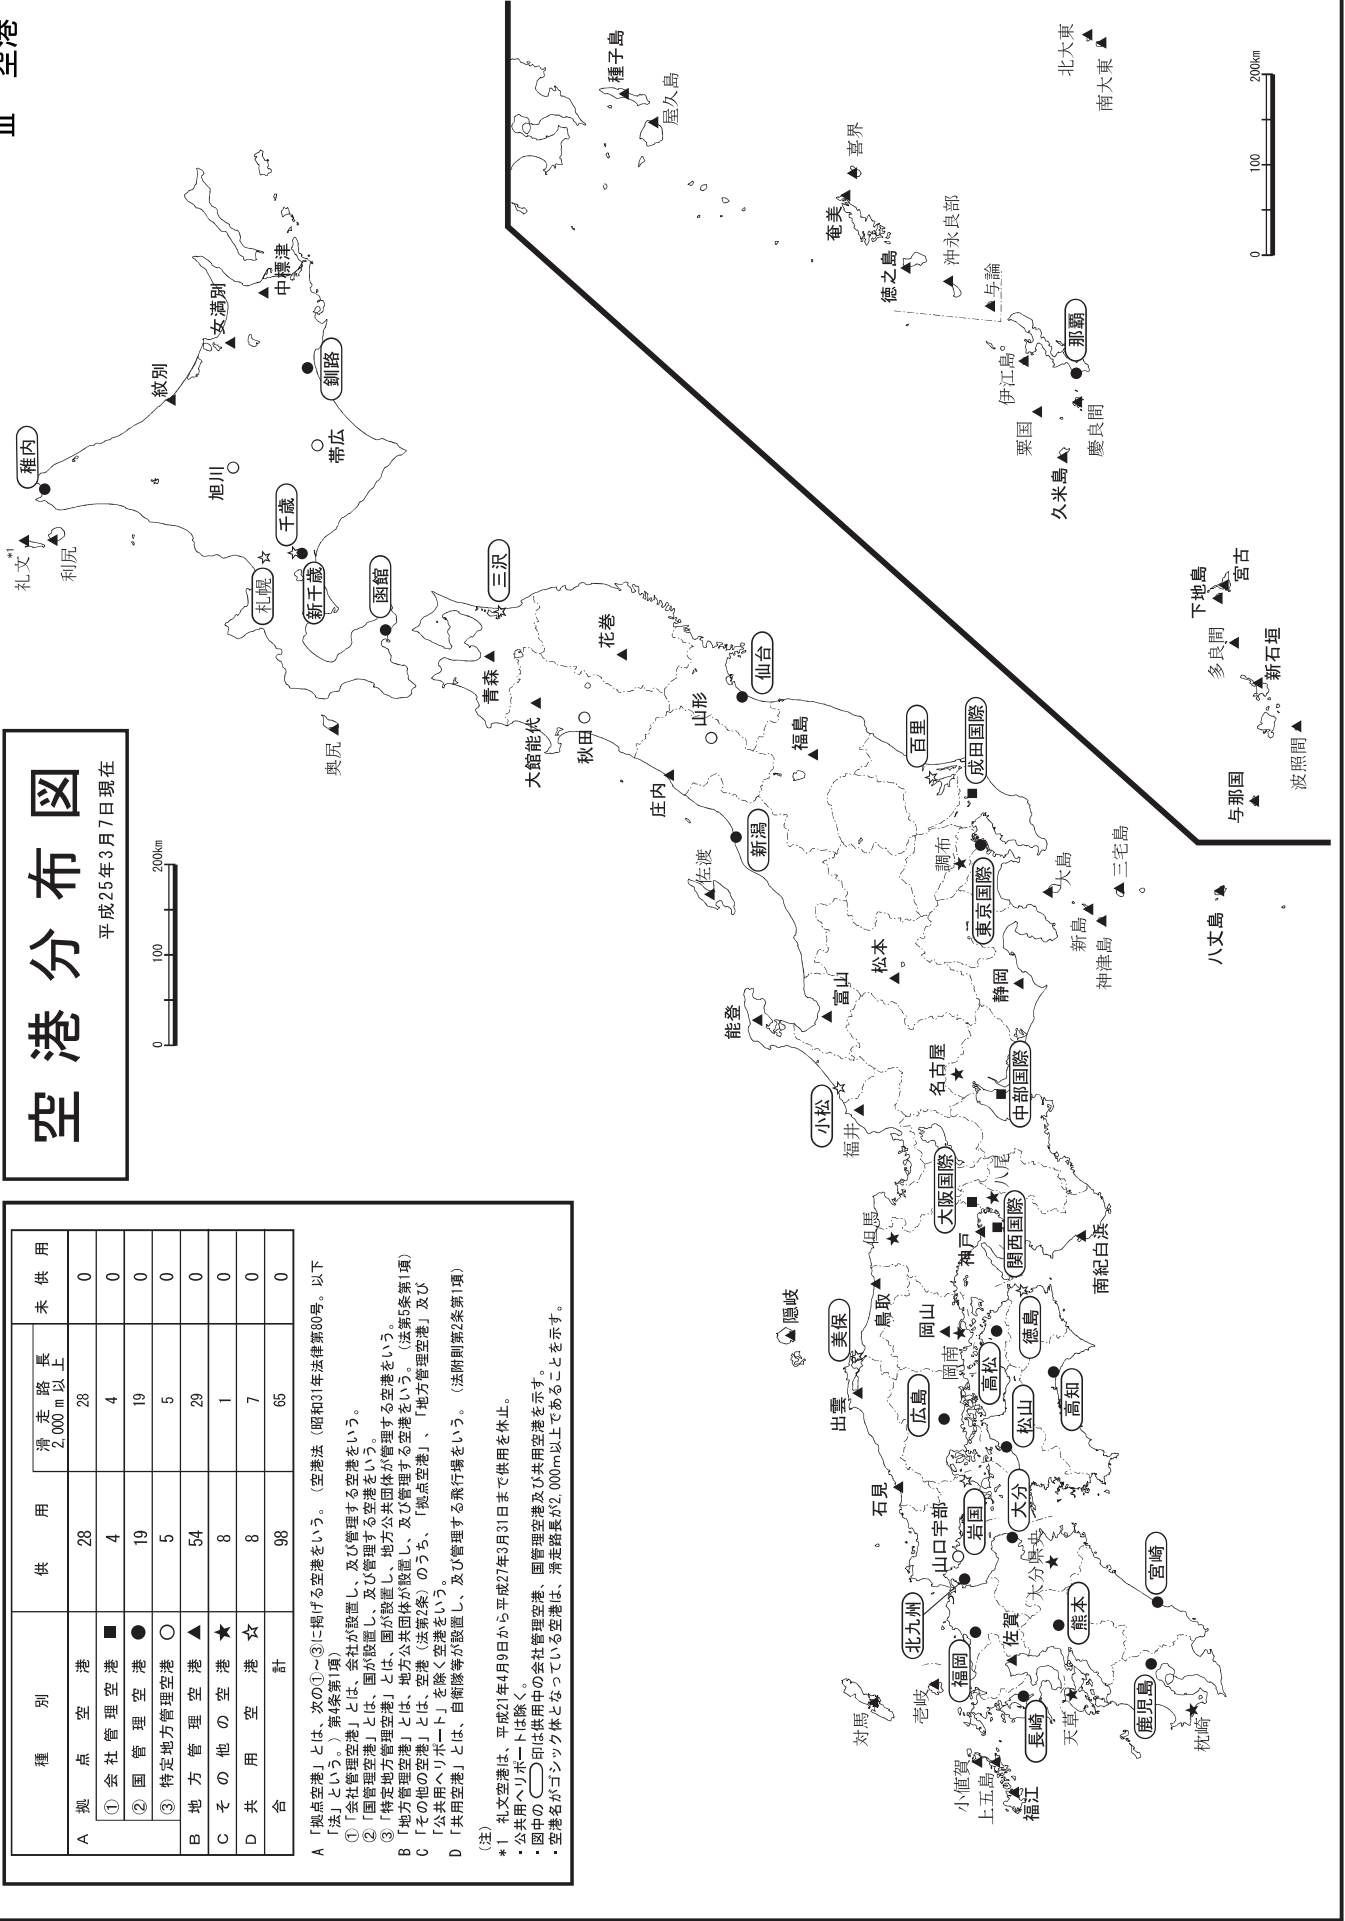 Ⅲ 空港
空港分布図
平成25年3月7日現在
0 100 200km
種別 供用 滑走路長2,000m以上 未供用
A 拠点空港 28 28 0
① 会社管理空港 ■ 4 4 0
② 国管理空港 ● 19 19 0
③ 特定地方管理空港 ○ 5 5 0
B 地方管理空港 ▲ 54 29 0
C その他の空港 ★ 8 1 0
D 共用空港 ☆ 8 7 0
合計 98 65 0
A 「拠点空港」とは、次の①~③に掲げる空港をいう。(空港法(昭和31年法律第80号。以下
「法」という。)第4条第1項)
①「会社管理空港」とは、会社が設置し、及び管理する空港をいう。
②「国管理空港」とは、国が設置し、及び管理する空港をいう。
③「特定地方管理空港」とは、国が設置し、地方公共団体が管理する空港をいう。
B 「地方管理空港」とは、地方公共団体が設置し、及び管理する空港をいう。(法第5条第1項)
C 「その他の空港」とは、空港(法第2条)のうち、「拠点空港」、「地方管理空港」及び
「公共用ヘリポート」を除く空港をいう。
D 「共用空港」とは、自衛隊等が設置し、及び管理する飛行場をいう。(法附則第2条第1項)
(注)
*1 礼文空港は、平成21年4月9日から平成27年3月31日まで供用を休止。
・公共用ヘリポートは除く。
・図中の 印は供用中の会社管理空港、国管理空港及び共用空港を示す。
・空港名がゴシック体となっている空港は、滑走路長が2,000m以上であることを示す。
礼文*1
利尻
稚内
紋別
女満別
中標津
釧路
帯広
旭川
千歳
札幌
新千歳
函館
奥尻
三沢
青森
大館能代
秋田
花巻
山形
仙台
庄内
福島
新潟
佐渡
百里
成田国際
調布
東京国際
大島
三宅島
新島
神津島
八丈島
松本
富山
静岡
能登
名古屋
中部国際
小松
福井
大阪国際
八尾
関西国際
神戸
但馬
南紀白浜
鳥取
隠岐
美保
岡山
岡南
徳島
高松
高知
松山
出雲
広島
石見
岩国
山口宇部
大分
大分県央
北九州
福岡
佐賀
熊本
宮崎
対馬
壱岐
長崎
天草
鹿児島
枕崎
小値賀
上五島
福江
種子島
屋久島
奄美
喜界
徳之島
沖永良部
与論
伊江島
那覇
粟国
慶良間
久米島
北大東
南大東
下地島
宮古
多良間
新石垣
与那国
波照間
0 100 200km